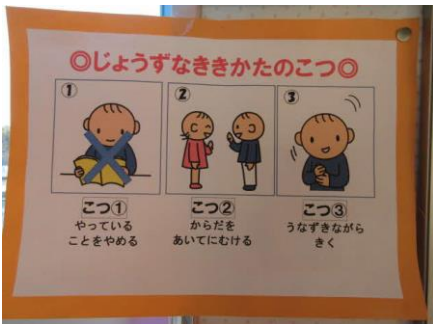 ◎じょうずなききかたのこつ◎
① ② ③
こつ① こつ② こつ③
やっている からだを うなずきながら
ことをやめる あいてにむける きく